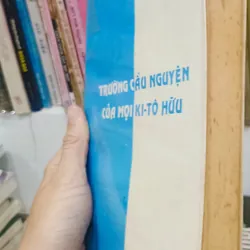 TRƯỜNG CẦU NGUYỆN
CỦA MỌI KI-TÔ HỮU